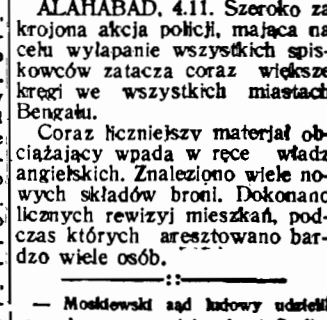 ALAHABAD, 4.11. Szeroko za
krojona akcja policji, mająca na
celu wyłapanie wszystkich spis-
kowców zatacza coraz większe
kręgi we wszystkich miastach
Bengalu.
Coraz liczniejszy materjał ob-
ciążający wpada w ręce władz
angielskich. Znaleziono wiele no-
wych składów broni. Dokonano
licznych rewizyj mieszkań, pod-
czas których aresztowano bar-
dzo wiele osób.
— Moskiewski sąd ludowy udzielił